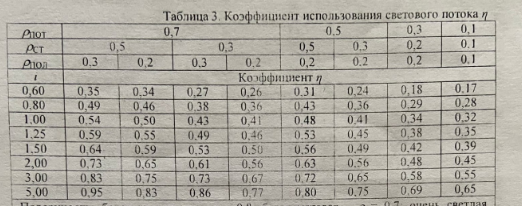 Таблица 3. Коэффициент использования светового потока η
ρпот 0,7 0,5 0,3 0,1
ρст 0,5 0,3 0,5 0,3 0,2 0.1
ρпол 0.3 0,2 0.3 0,2 0,2 0,2 0.2 0.1
ι Коэффициент η
0,60 0,35 0,34 0,27 0,26 0,31 0,24 0,18 0,17
0,80 0,49 0,46 0,38 0,36 0,43 0,36 0,29 0,28
1,00 0,54 0,50 0,43 0,41 0,48 0,41 0,34 0,32
1,25 0,59 0,55 0,49 0,46 0,53 0,45 0,38 0,35
1,50 0,64 0,59 0,53 0,50 0,56 0,49 0,42 0,39
2,00 0,73 0,65 0,61 0,56 0,63 0,56 0,48 0,45
3,00 0,83 0,75 0,73 0,67 0,72 0,65 0,58 0,55
5,00 0,95 0,83 0,86 0,77 0,80 0,75 0,69 0,65
0,7 очень светлая